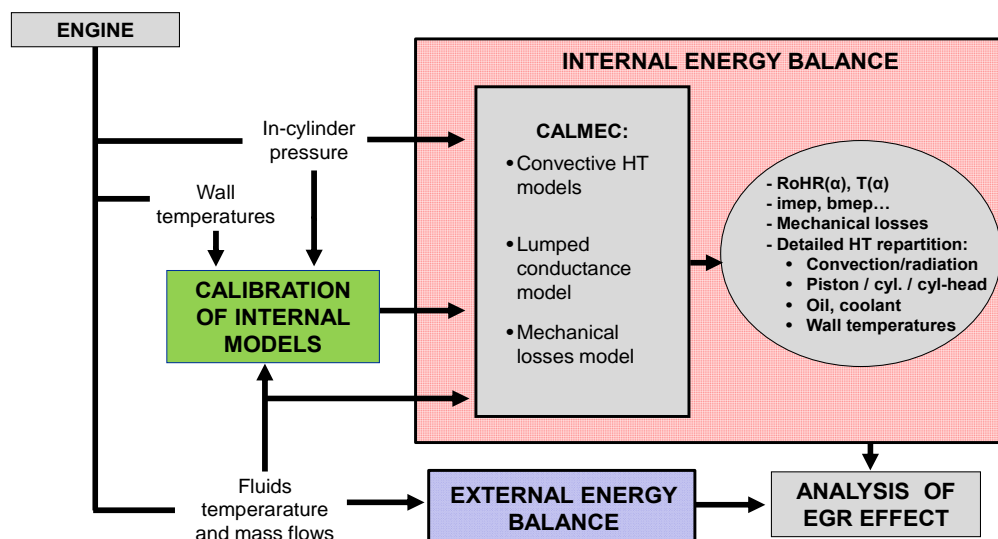 ENGINE
In-cylinder
pressure
Wall
temperatures
CALIBRATION
OF INTERNAL
MODELS
Fluids
temperarature
and mass flows
INTERNAL ENERGY BALANCE
CALMEC:
•Convective HT
models
•Lumped
conductance
model
•Mechanical
losses model
- RoHR(α), T(α)
- imep, bmep…
- Mechanical losses
- Detailed HT repartition:
• Convection/radiation
• Piston / cyl. / cyl-head
• Oil, coolant
• Wall temperatures
EXTERNAL ENERGY
BALANCE
ANALYSIS OF
EGR EFFECT